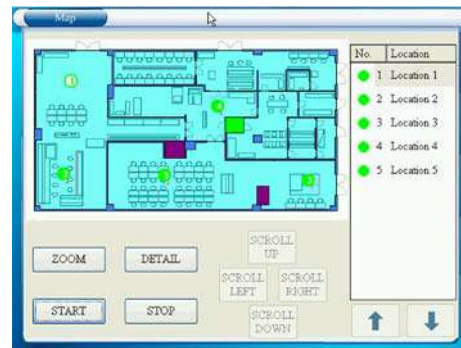 Map
No. Location
1 Location 1
2 Location 2
3 Location 3
4 Location 4
5 Location 5
ZOOM
DETAIL
START
STOP
SCROLL
UP
SCROLL
LEFT
SCROLL
RIGHT
SCROLL
DOWN